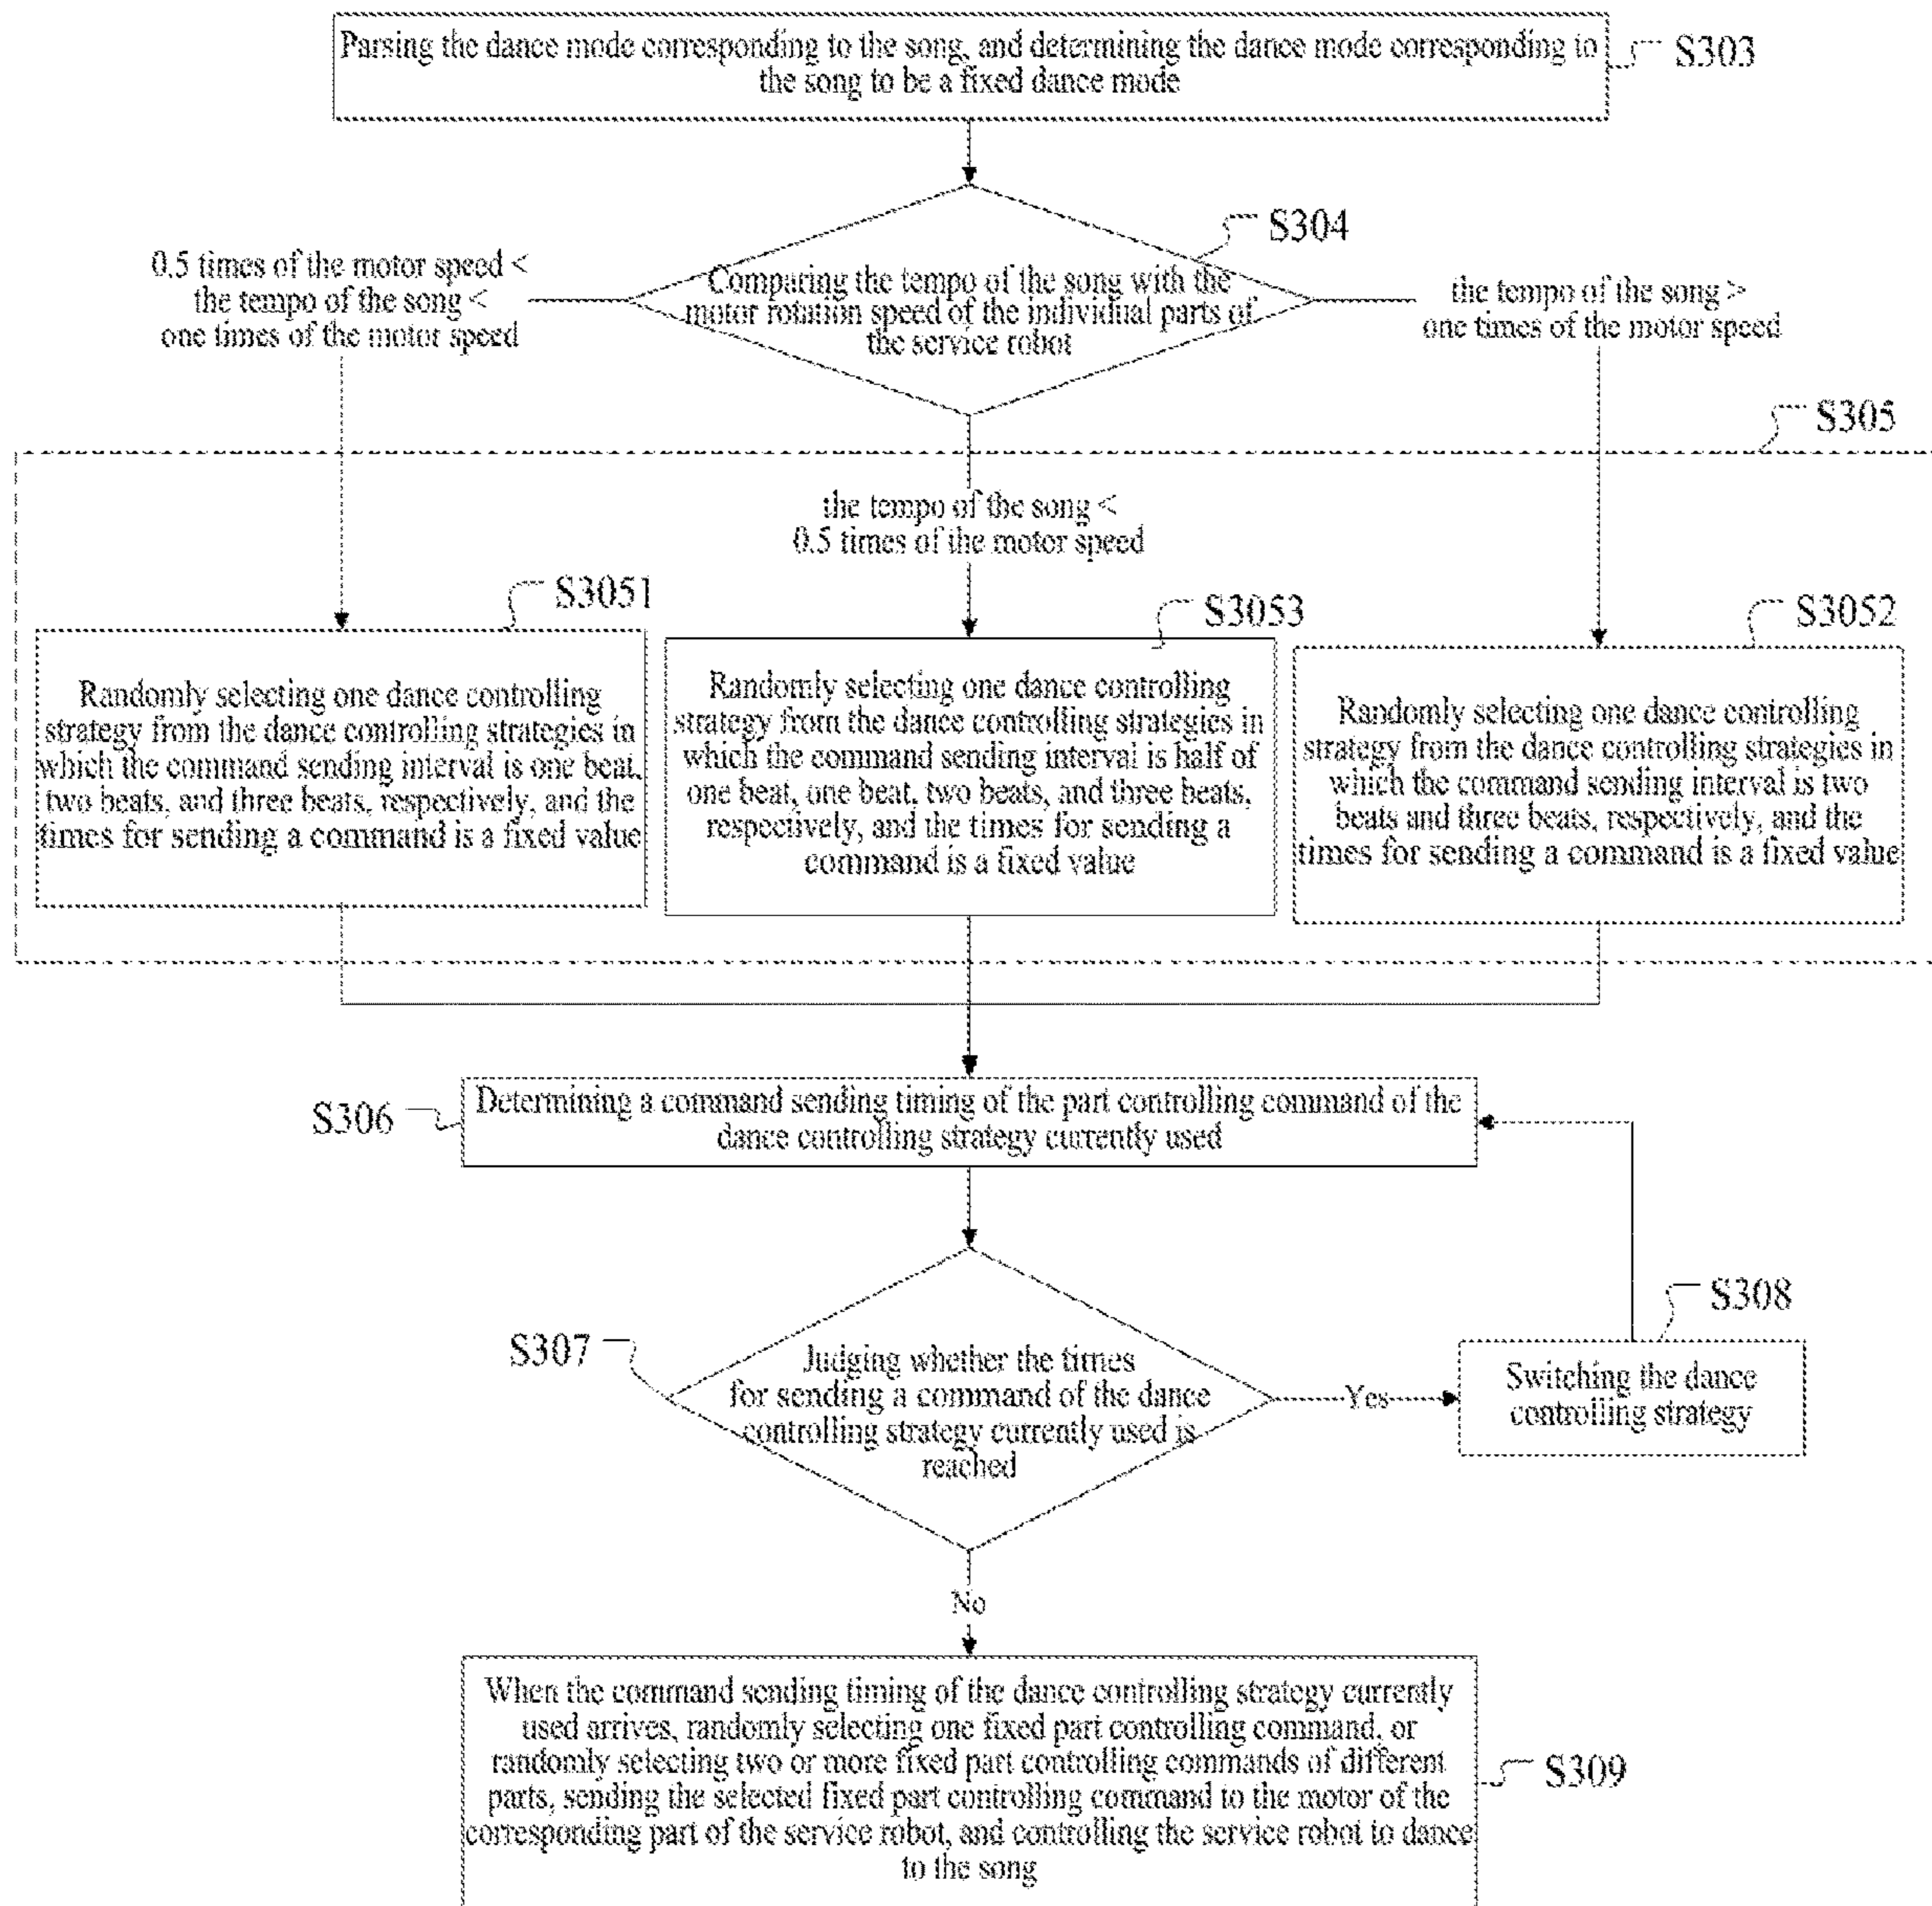 Parsing the dance mode corresponding to the song, and determining the dance mode corresponding to
the song to be a fixed dance mode
S303
S304
Comparing the tempo of the song with the
motor rotation speed of the individual parts of
the service robot
0.5 times of the motor speed <
the tempo of the song <
one times of the motor speed
the tempo of the song >
one times of the motor speed
S305
the tempo of the song <
0.5 times of the motor speed
S3051
Randomly selecting one dance controlling
strategy from the dance controlling strategies in
which the command sending interval is one beat,
two beats, and three beats, respectively, and the
times for sending a command is a fixed value
S3053
Randomly selecting one dance controlling
strategy from the dance controlling strategies in
which the command sending interval is half of
one beat, one beat, two beats, and three beats,
respectively, and the times for sending a
command is a fixed value
S3052
Randomly selecting one dance controlling
strategy from the dance controlling strategies in
which the command sending interval is two
beats and three beats, respectively, and the
times for sending a command is a fixed value
S306
Determining a command sending timing of the part controlling command of the
dance controlling strategy currently used
S307
Judging whether the times
for sending a command of the dance
controlling strategy currently used is
reached
Yes
S308
Switching the dance
controlling strategy
No
When the command sending timing of the dance controlling strategy currently
used arrives, randomly selecting one fixed part controlling command, or
randomly selecting two or more fixed part controlling commands of different
parts, sending the selected fixed part controlling command to the motor of the
corresponding part of the service robot, and controlling the service robot to dance
to the song
S309